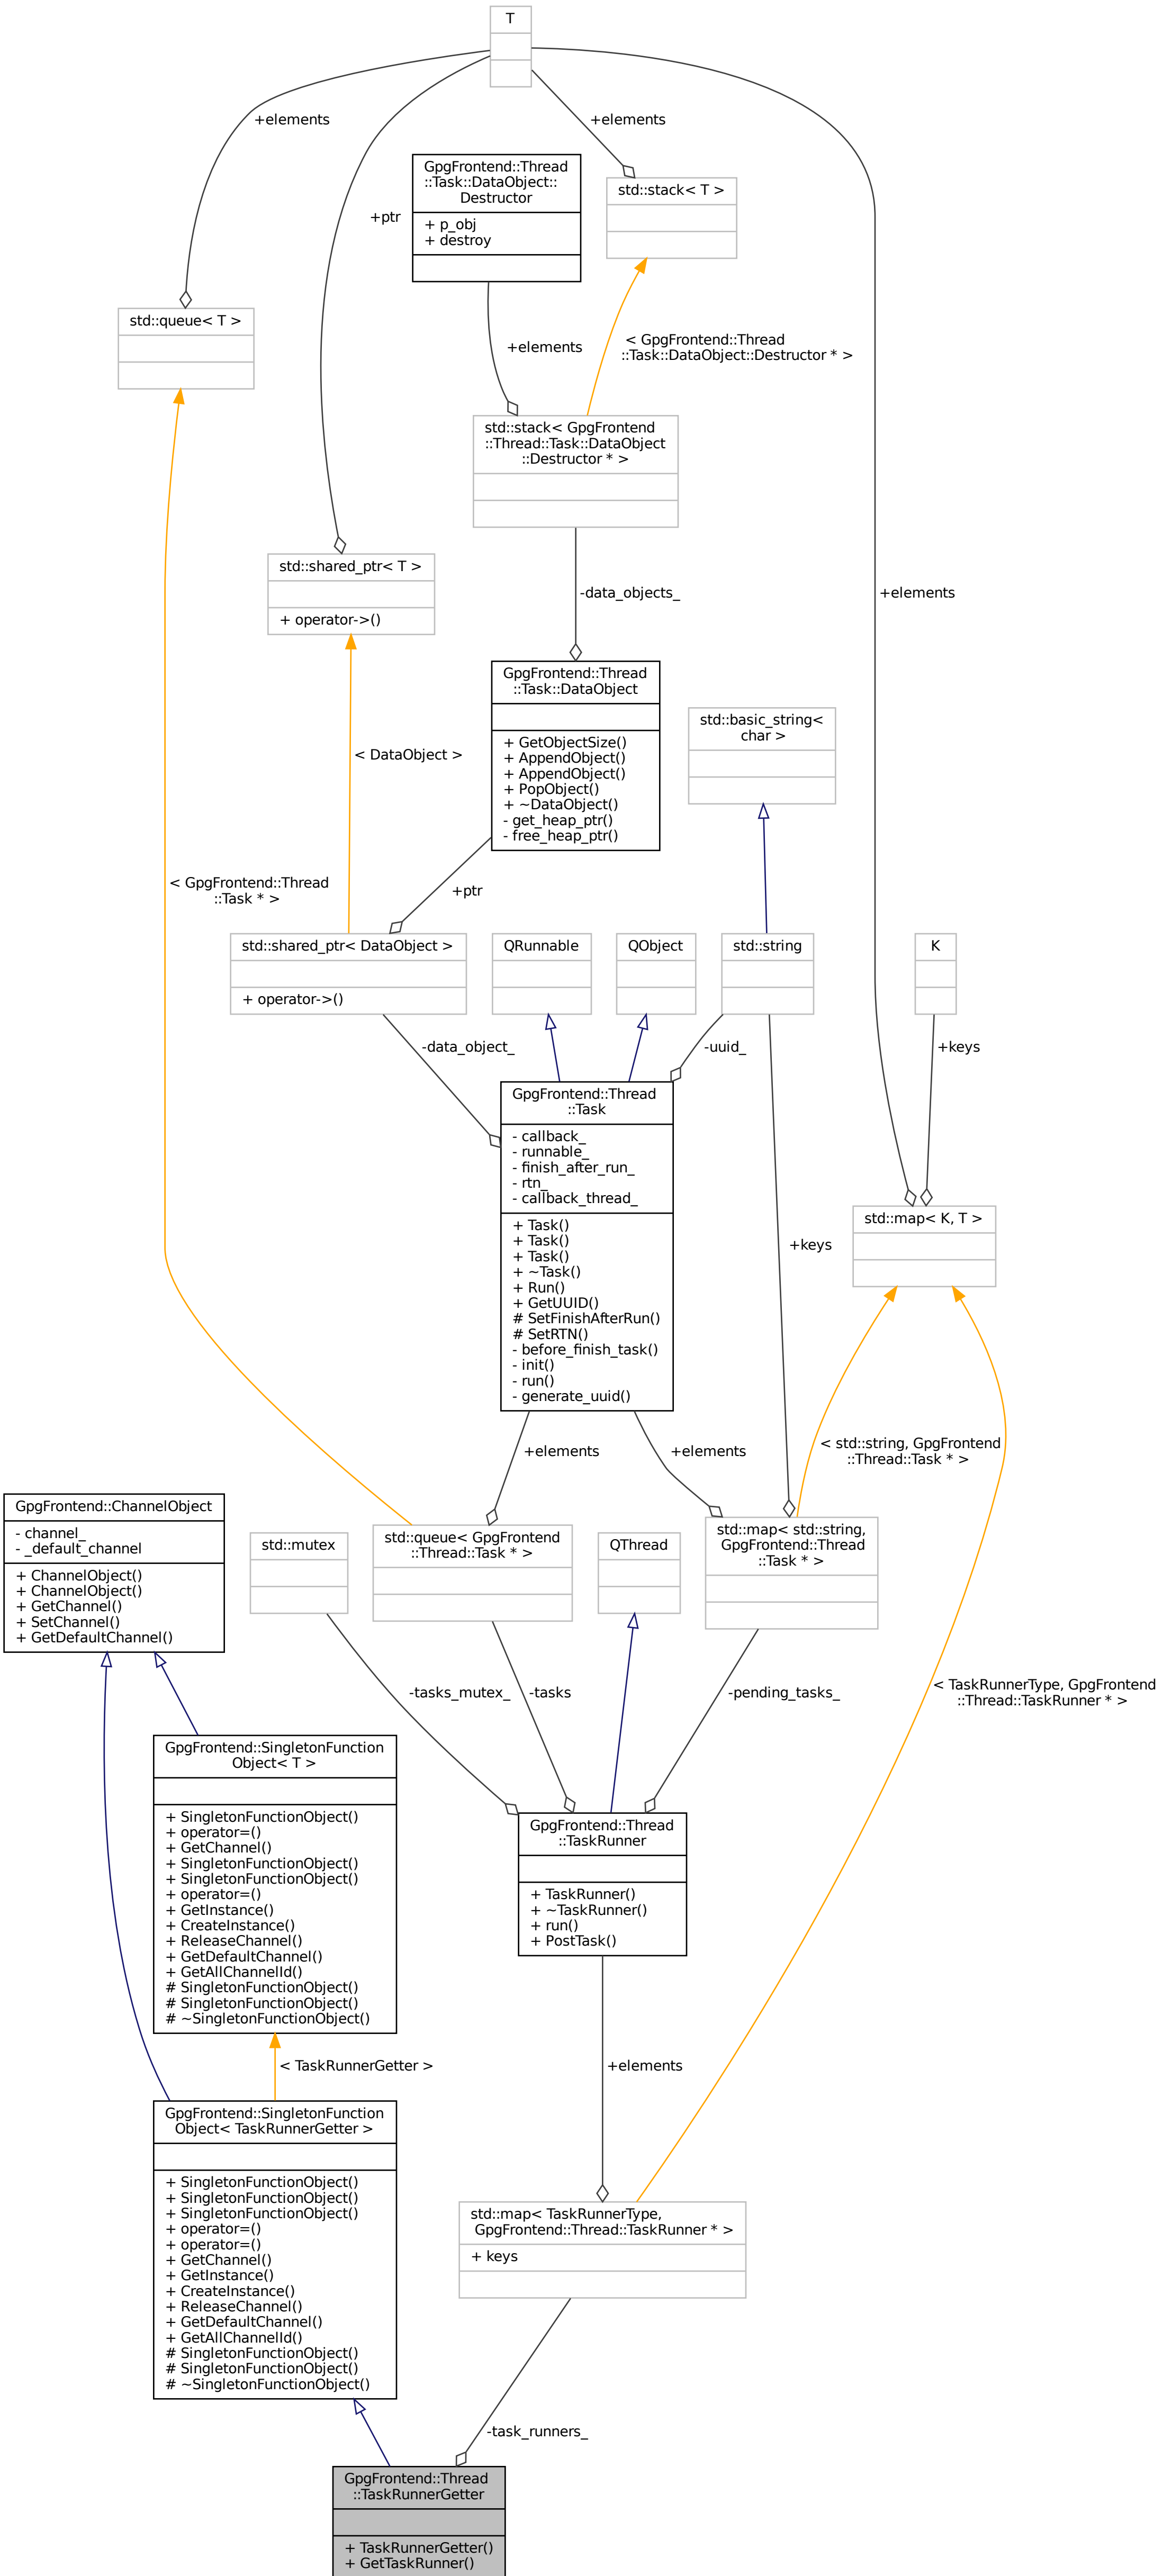 T
+elements
+elements
GpgFrontend::Thread
::Task::DataObject::
Destructor
+ p_obj
+ destroy
std::stack< T >
+ptr
std::queue< T >
+elements
< GpgFrontend::Thread
::Task::DataObject::Destructor * >
std::stack< GpgFrontend
::Thread::Task::DataObject
::Destructor * >
std::shared_ptr< T >
+ operator->()
-data_objects_
+elements
GpgFrontend::Thread
::Task::DataObject
+ GetObjectSize()
+ AppendObject()
+ AppendObject()
+ PopObject()
+ ~DataObject()
- get_heap_ptr()
- free_heap_ptr()
std::basic_string<
char >
< DataObject >
< GpgFrontend::Thread
::Task * >
+ptr
std::shared_ptr< DataObject >
+ operator->()
QRunnable
QObject
std::string
K
-data_object_
-uuid_
+keys
GpgFrontend::Thread
::Task
- callback_
- runnable_
- finish_after_run_
- rtn_
- callback_thread_
+ Task()
+ Task()
+ Task()
+ ~Task()
+ Run()
+ GetUUID()
# SetFinishAfterRun()
# SetRTN()
- before_finish_task()
- init()
- run()
- generate_uuid()
+keys
std::map< K, T >
+elements
+elements
< std::string, GpgFrontend
::Thread::Task * >
GpgFrontend::ChannelObject
- channel_
- _default_channel
+ ChannelObject()
+ ChannelObject()
+ GetChannel()
+ SetChannel()
+ GetDefaultChannel()
std::mutex
std::queue< GpgFrontend
::Thread::Task * >
QThread
std::map< std::string,
GpgFrontend::Thread
::Task * >
-tasks_mutex_
-tasks
-pending_tasks_
< TaskRunnerType, GpgFrontend
::Thread::TaskRunner * >
GpgFrontend::SingletonFunction
Object< T >
+ SingletonFunctionObject()
+ operator=()
+ GetChannel()
+ SingletonFunctionObject()
+ SingletonFunctionObject()
+ operator=()
+ GetInstance()
+ CreateInstance()
+ ReleaseChannel()
+ GetDefaultChannel()
+ GetAllChannelId()
# SingletonFunctionObject()
# SingletonFunctionObject()
# ~SingletonFunctionObject()
GpgFrontend::Thread
::TaskRunner
+ TaskRunner()
+ ~TaskRunner()
+ run()
+ PostTask()
< TaskRunnerGetter >
+elements
GpgFrontend::SingletonFunction
Object< TaskRunnerGetter >
+ SingletonFunctionObject()
+ SingletonFunctionObject()
+ SingletonFunctionObject()
+ operator=()
+ operator=()
+ GetChannel()
+ GetInstance()
+ CreateInstance()
+ ReleaseChannel()
+ GetDefaultChannel()
+ GetAllChannelId()
# SingletonFunctionObject()
# SingletonFunctionObject()
# ~SingletonFunctionObject()
std::map< TaskRunnerType,
GpgFrontend::Thread::TaskRunner * >
+ keys
-task_runners_
GpgFrontend::Thread
::TaskRunnerGetter
+ TaskRunnerGetter()
+ GetTaskRunner()